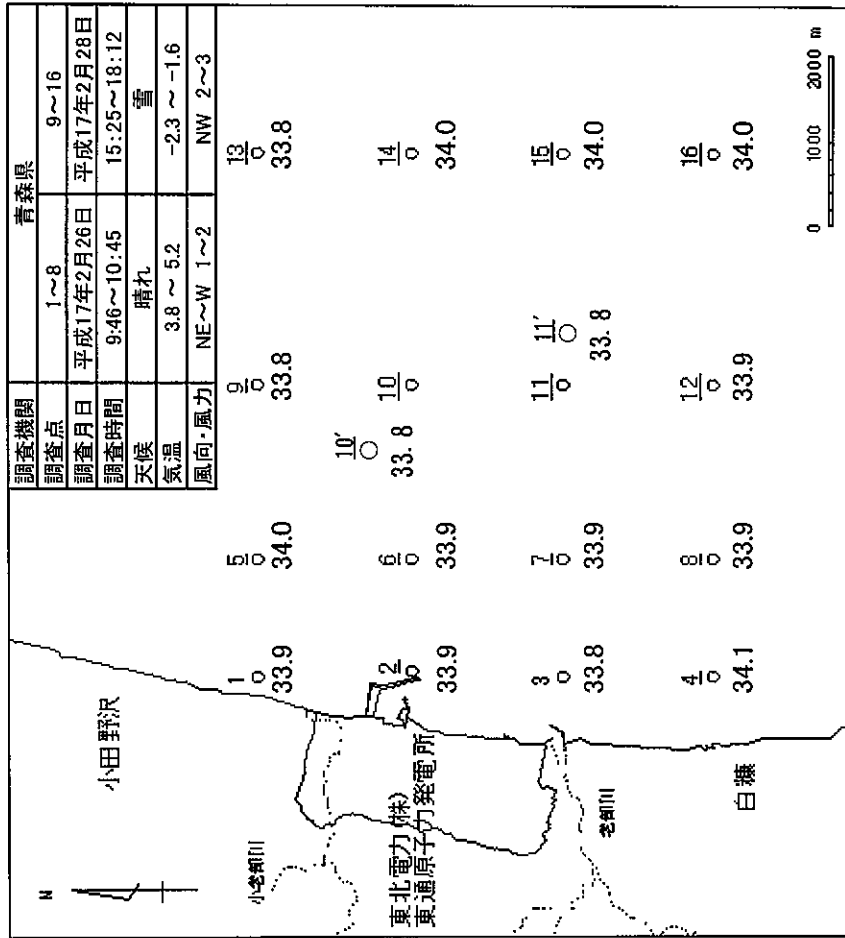 調査機関 青森県
調査点 1～8 9～16
調査月日 平成17年2月26日 平成17年2月28日
調査時間 9:46～10:45 15:25～18:12
天候 晴れ 雪
気温 3.8 ～ 5.2 -2.3 ～ -1.6
風向・風力 NE～W 1～2 NW 2～3
N
小田野沢
小老部川
東北電力(株)
東通原子力発電所
老部川
白糠
1
33.9
5
34.0
9
33.8
13
33.8
10′
33.8
2
33.9
6
33.9
10
14
34.0
3
33.8
7
33.9
11
11′
33.8
15
34.0
4
34.1
8
33.9
12
33.9
16
34.0
0 1000 2000 m